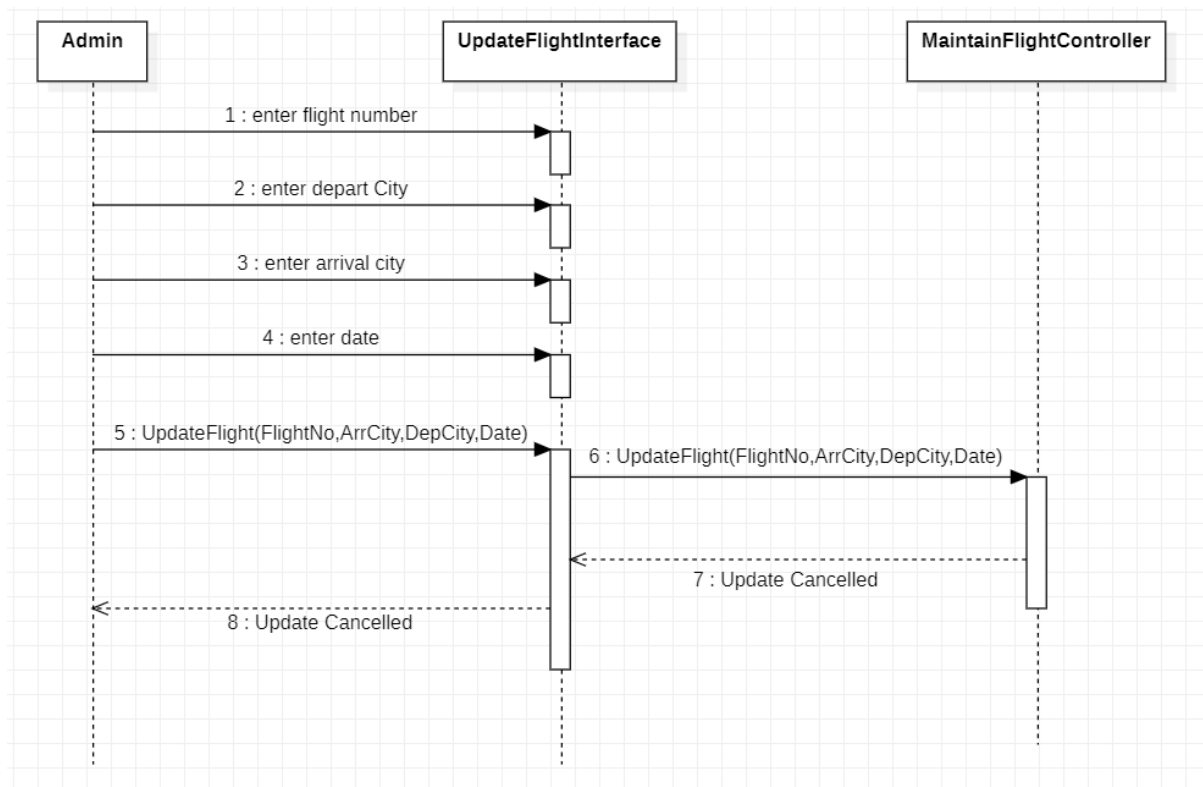 Admin
UpdateFlightInterface
MaintainFlightController
1 : enter flight number
2 : enter depart City
3 : enter arrival city
4 : enter date
5 : UpdateFlight(FlightNo,ArrCity,DepCity,Date)
6 : UpdateFlight(FlightNo,ArrCity,DepCity,Date)
7 : Update Cancelled
8 : Update Cancelled